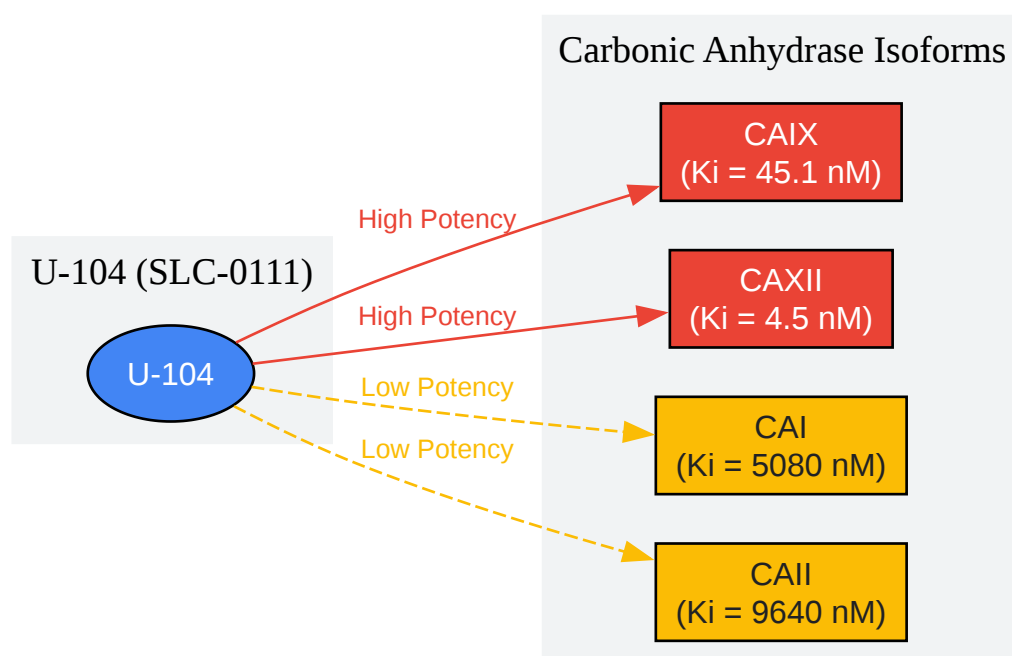 Carbonic Anhydrase Isoforms
CAIX
(Ki = 45.1 nM)
High Potency
U-104 (SLC-0111)
CAXII
(Ki = 4.5 nM)
High Potency
U-104
Low Potency
CAI
(Ki = 5080 nM)
Low Potency
CAII
(Ki = 9640 nM)